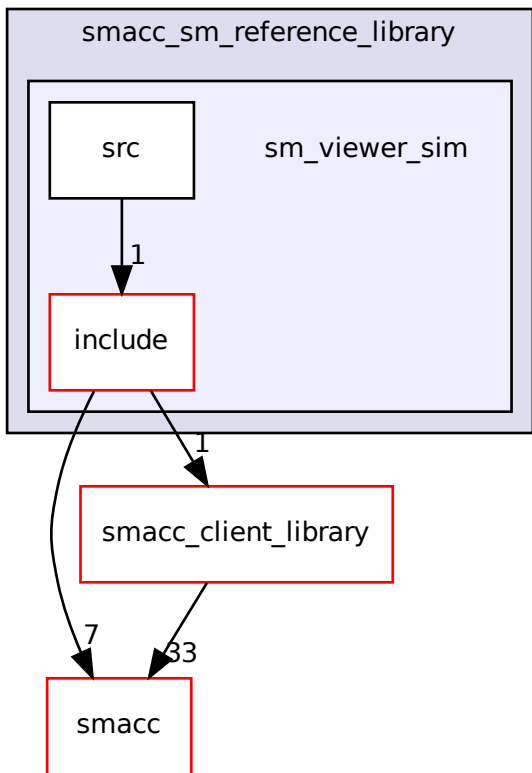 smacc_sm_reference_library
src
sm_viewer_sim
1
include
1
smacc_client_library
7
33
smacc